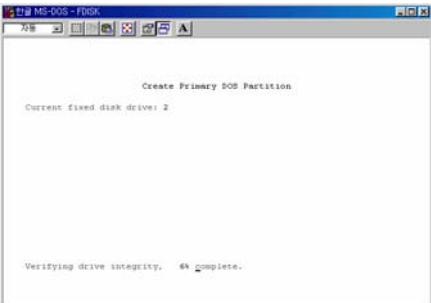 한글 MS-DOS - FDISK
자동
A
Create Primary DOS Partition
Current fixed disk drive: 2
Verifying drive integrity, 6% complete.